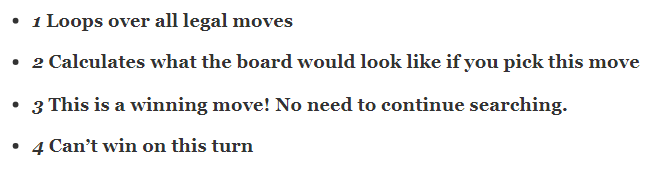 • 1 Loops over all legal moves
• 2 Calculates what the board would look like if you pick this move
• 3 This is a winning move! No need to continue searching.
• 4 Can’t win on this turn